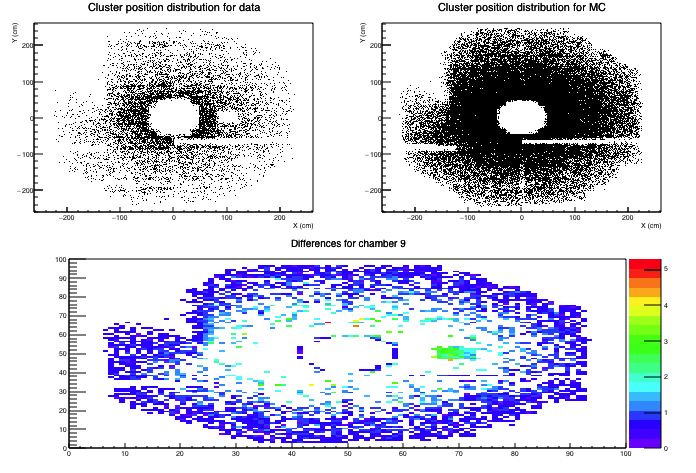 Cluster position distribution for data
Y (cm)
200
100
0
−100
−200
−200 −100 0 100 200
X (cm)
Cluster position distribution for MC
Y (cm)
200
100
0
−100
−200
−200 −100 0 100 200
X (cm)
Differences for chamber 9
100
90
80
70
60
50
40
30
20
10
0
0 10 20 30 40 50 60 70 80 90 100
5
4
3
2
1
0